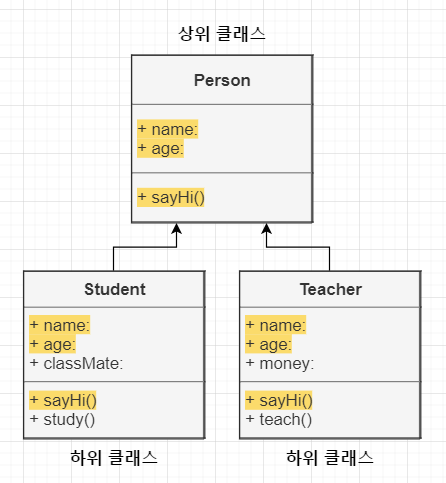 상위 클래스
Person
+ name:
+ age:
+ sayHi()
Student
+ name:
+ age:
+ classMate:
+ sayHi()
+ study()
하위 클래스
Teacher
+ name:
+ age:
+ money:
+ sayHi()
+ teach()
하위 클래스